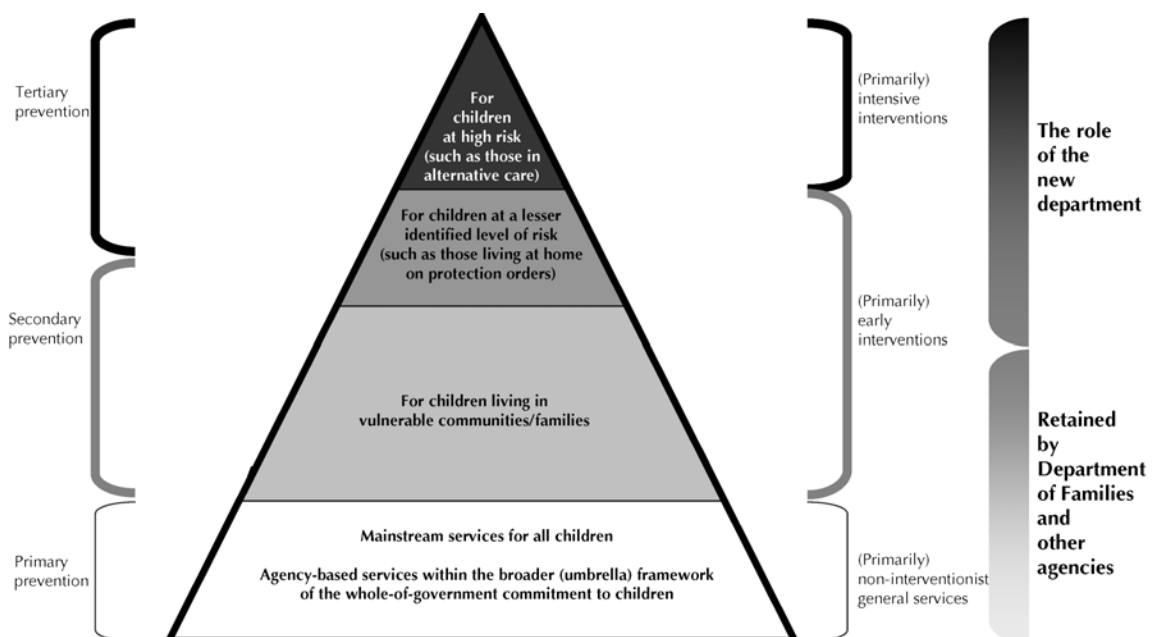 Tertiary
prevention
Secondary
prevention
Primary
prevention
For
children
at high risk
(such as those in
alternative care)
For children at a lesser
identified level of risk
(such as those living at home
on protection orders)
For children living in
vulnerable communities/families
Mainstream services for all children
Agency-based services within the broader (umbrella) framework
of the whole-of-government commitment to children
(Primarily)
intensive
interventions
(Primarily)
early
interventions
(Primarily)
non-interventionist
general services
The role
of the
new
department
Retained
by
Department
of Families
and
other
agencies